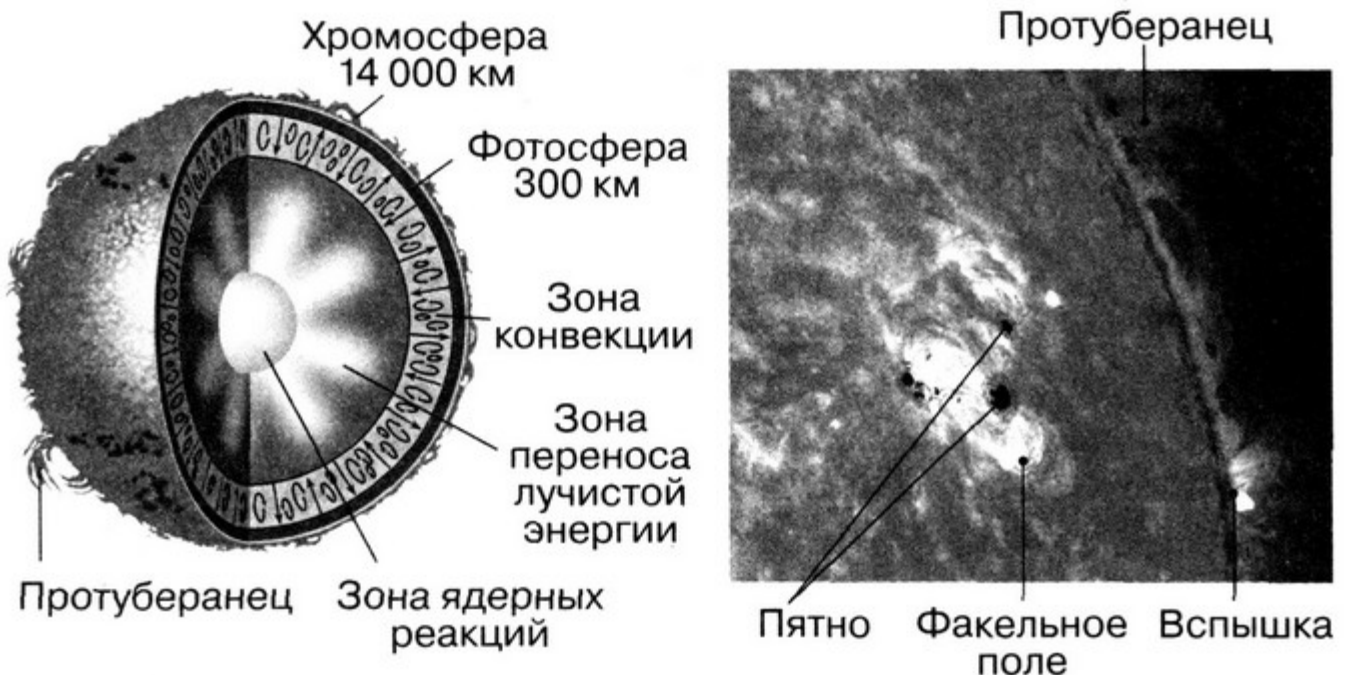 Хромосфера
14 000 км
Фотосфера
300 км
Зона
конвекции
Зона
переноса
лучистой
энергии
Протуберанец
Зона ядерных
реакций
Протуберанец
Пятно
Факельное
поле
Вспышка